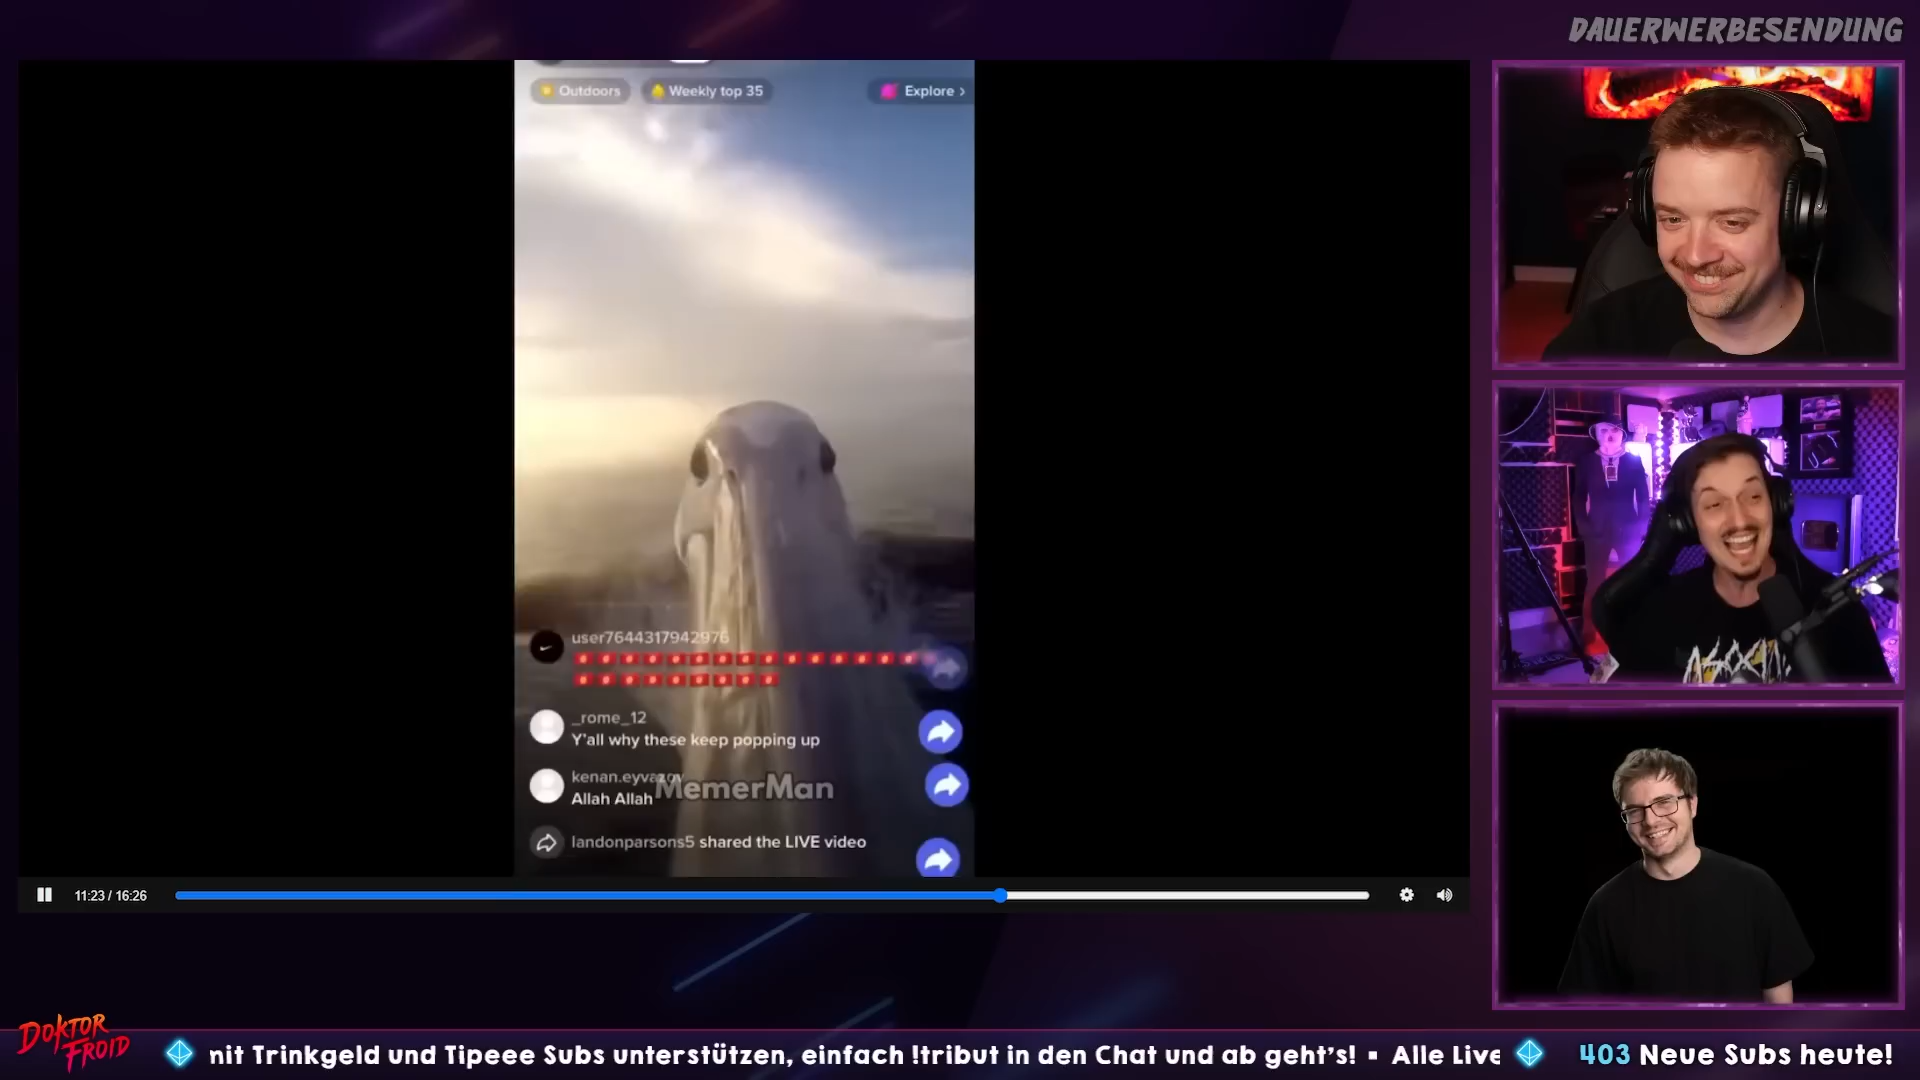 DAUERWERBESENDUNG
Outdoors
Weekly top 35
Explore ›
user7644317942976
_rome_12
Y'all why these keep popping up
kenan.eyvazov
Allah Allah
MemerMan
landonparsons5 shared the LIVE video
11:23 / 16:26
DOKTOR
FROID
mit Trinkgeld und Tipeee Subs unterstützen, einfach !tribut in den Chat und ab geht's! ▪ Alle Live
403 Neue Subs heute!